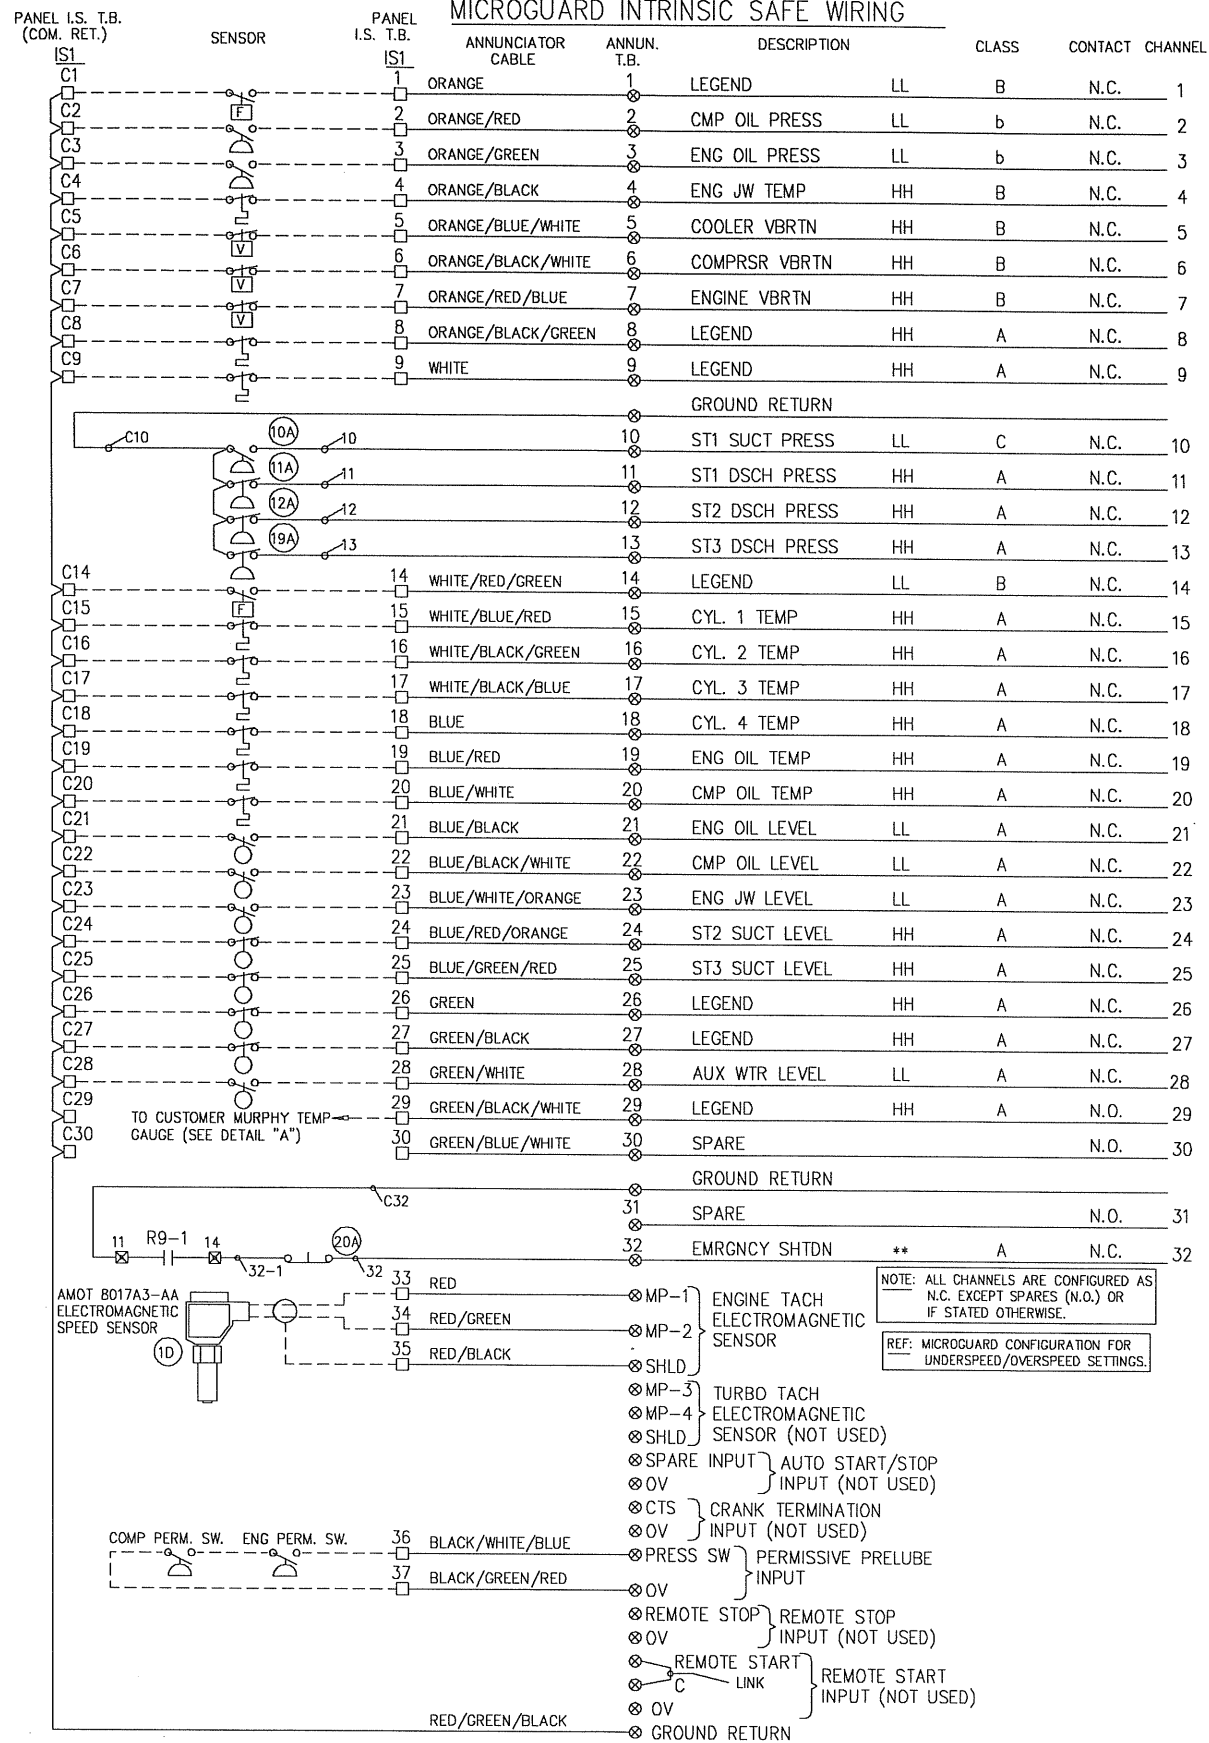 MICROGUARD INTRINSIC SAFE WIRING
PANEL I.S. T.B. (COM. RET.) IS1 SENSOR PANEL I.S. T.B. IS1 ANNUNCIATOR CABLE ANNUN. T.B. DESCRIPTION CLASS CONTACT CHANNEL
C1 F 1 ORANGE 1 LEGEND LL B N.C. 1
C2 2 ORANGE/RED 2 CMP OIL PRESS LL b N.C. 2
C3 3 ORANGE/GREEN 3 ENG OIL PRESS LL b N.C. 3
C4 4 ORANGE/BLACK 4 ENG JW TEMP HH B N.C. 4
C5 V 5 ORANGE/BLUE/WHITE 5 COOLER VBRTN HH B N.C. 5
C6 V 6 ORANGE/BLACK/WHITE 6 COMPRSR VBRTN HH B N.C. 6
C7 V 7 ORANGE/RED/BLUE 7 ENGINE VBRTN HH B N.C. 7
C8 8 ORANGE/BLACK/GREEN 8 LEGEND HH A N.C. 8
C9 9 WHITE 9 LEGEND HH A N.C. 9
GROUND RETURN
C10 10A 10 10 ST1 SUCT PRESS LL C N.C. 10
11A 11 11 ST1 DSCH PRESS HH A N.C. 11
12A 12 12 ST2 DSCH PRESS HH A N.C. 12
19A 13 13 ST3 DSCH PRESS HH A N.C. 13
C14 F 14 WHITE/RED/GREEN 14 LEGEND LL B N.C. 14
C15 15 WHITE/BLUE/RED 15 CYL. 1 TEMP HH A N.C. 15
C16 16 WHITE/BLACK/GREEN 16 CYL. 2 TEMP HH A N.C. 16
C17 17 WHITE/BLACK/BLUE 17 CYL. 3 TEMP HH A N.C. 17
C18 18 BLUE 18 CYL. 4 TEMP HH A N.C. 18
C19 19 BLUE/RED 19 ENG OIL TEMP HH A N.C. 19
C20 20 BLUE/WHITE 20 CMP OIL TEMP HH A N.C. 20
C21 21 BLUE/BLACK 21 ENG OIL LEVEL LL A N.C. 21
C22 22 BLUE/BLACK/WHITE 22 CMP OIL LEVEL LL A N.C. 22
C23 23 BLUE/WHITE/ORANGE 23 ENG JW LEVEL LL A N.C. 23
C24 24 BLUE/RED/ORANGE 24 ST2 SUCT LEVEL HH A N.C. 24
C25 25 BLUE/GREEN/RED 25 ST3 SUCT LEVEL HH A N.C. 25
C26 26 GREEN 26 LEGEND HH A N.C. 26
C27 27 GREEN/BLACK 27 LEGEND HH A N.C. 27
C28 28 GREEN/WHITE 28 AUX WTR LEVEL LL A N.C. 28
C29 TO CUSTOMER MURPHY TEMP GAUGE (SEE DETAIL "A") 29 GREEN/BLACK/WHITE 29 LEGEND HH A N.O. 29
C30 30 GREEN/BLUE/WHITE 30 SPARE N.O. 30
GROUND RETURN
C32
31 SPARE N.O. 31
11 R9-1 14 32-1 20A 32 32 EMRGNCY SHTDN ** A N.C. 32
NOTE: ALL CHANNELS ARE CONFIGURED AS
N.C. EXCEPT SPARES (N.O.) OR
IF STATED OTHERWISE.
REF: MICROGUARD CONFIGURATION FOR
UNDERSPEED/OVERSPEED SETTINGS.
AMOT 8017A3-AA
ELECTROMAGNETIC
SPEED SENSOR
1D
33 RED MP-1
34 RED/GREEN MP-2
35 RED/BLACK SHLD
ENGINE TACH
ELECTROMAGNETIC
SENSOR
MP-3 TURBO TACH
MP-4 ELECTROMAGNETIC
SHLD SENSOR (NOT USED)
SPARE INPUT AUTO START/STOP
0V INPUT (NOT USED)
CTS CRANK TERMINATION
0V INPUT (NOT USED)
COMP PERM. SW. ENG PERM. SW. 36 BLACK/WHITE/BLUE PRESS SW PERMISSIVE PRELUBE
INPUT
37 BLACK/GREEN/RED 0V
REMOTE STOP REMOTE STOP
0V INPUT (NOT USED)
REMOTE START REMOTE START
C LINK INPUT (NOT USED)
0V
RED/GREEN/BLACK GROUND RETURN